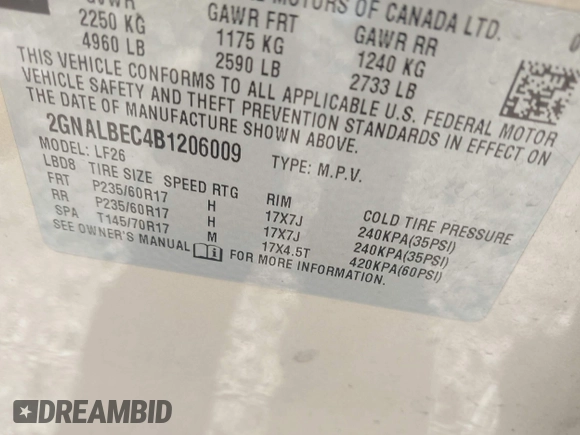 GVWR GAWR FRT GAWR RR
MOTORS OF CANADA LTD.
2250 KG 1175 KG 1240 KG
4960 LB 2590 LB 2733 LB
THIS VEHICLE CONFORMS TO ALL APPLICABLE U.S. FEDERAL MOTOR
VEHICLE SAFETY AND THEFT PREVENTION STANDARDS IN EFFECT ON
THE DATE OF MANUFACTURE SHOWN ABOVE.
2GNALBEC4B1206009 TYPE: M.P.V.
MODEL: LF26
LBD8 TIRE SIZE SPEED RTG RIM COLD TIRE PRESSURE
FRT P235/60R17 H 17X7J 240KPA(35PSI)
RR P235/60R17 H 17X7J 240KPA(35PSI)
SPA T145/70R17 M 17X4.5T 420KPA(60PSI)
SEE OWNER'S MANUAL FOR MORE INFORMATION.
DREAMBID